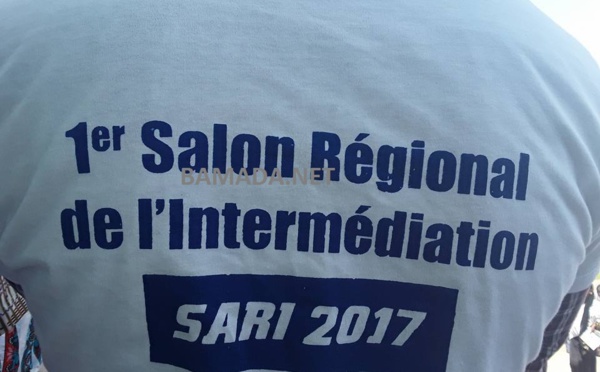 1er Salon Régional
BAMADA.NET
de l'Intermédiation
SARI 2017